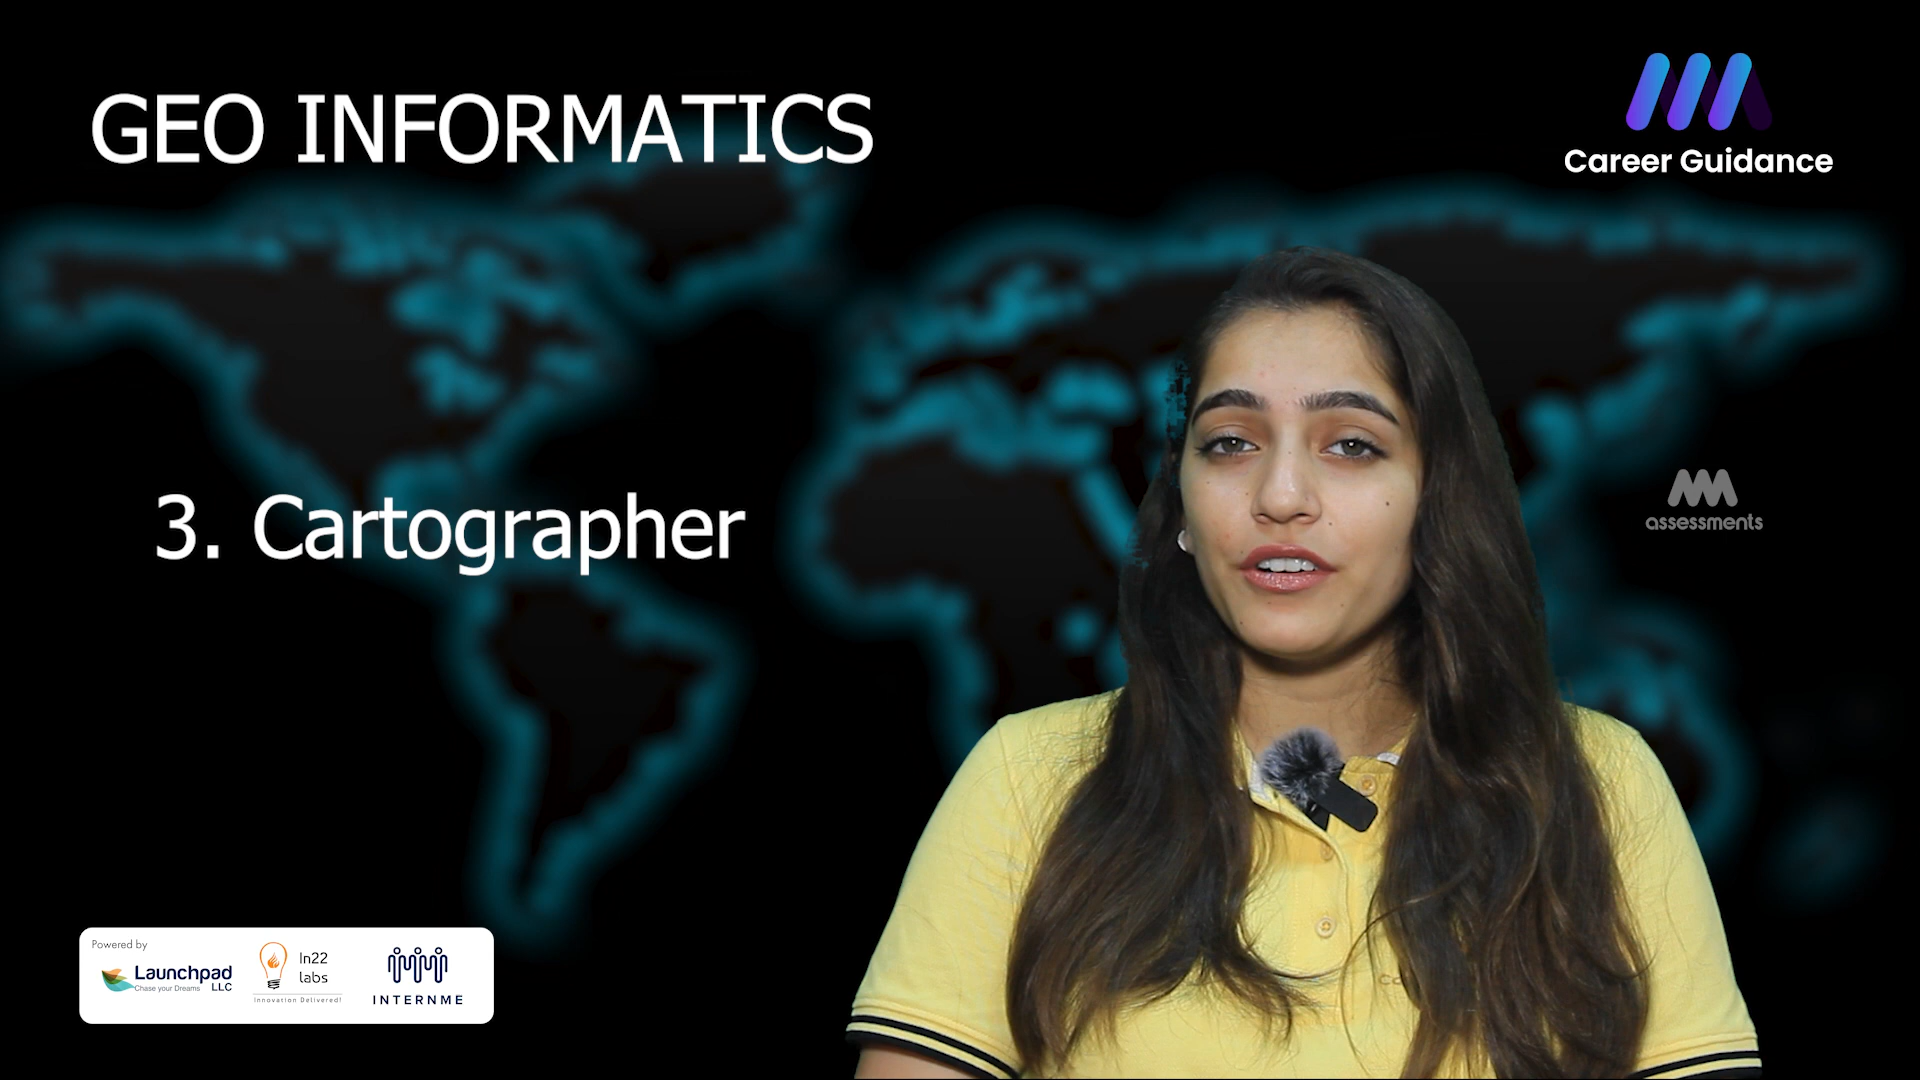 GEO INFORMATICS
Career Guidance
3. Cartographer
assessments
Powered by
Launchpad
LLC
Chase your Dreams
In22
labs
Innovation Delivered!
INTERNME